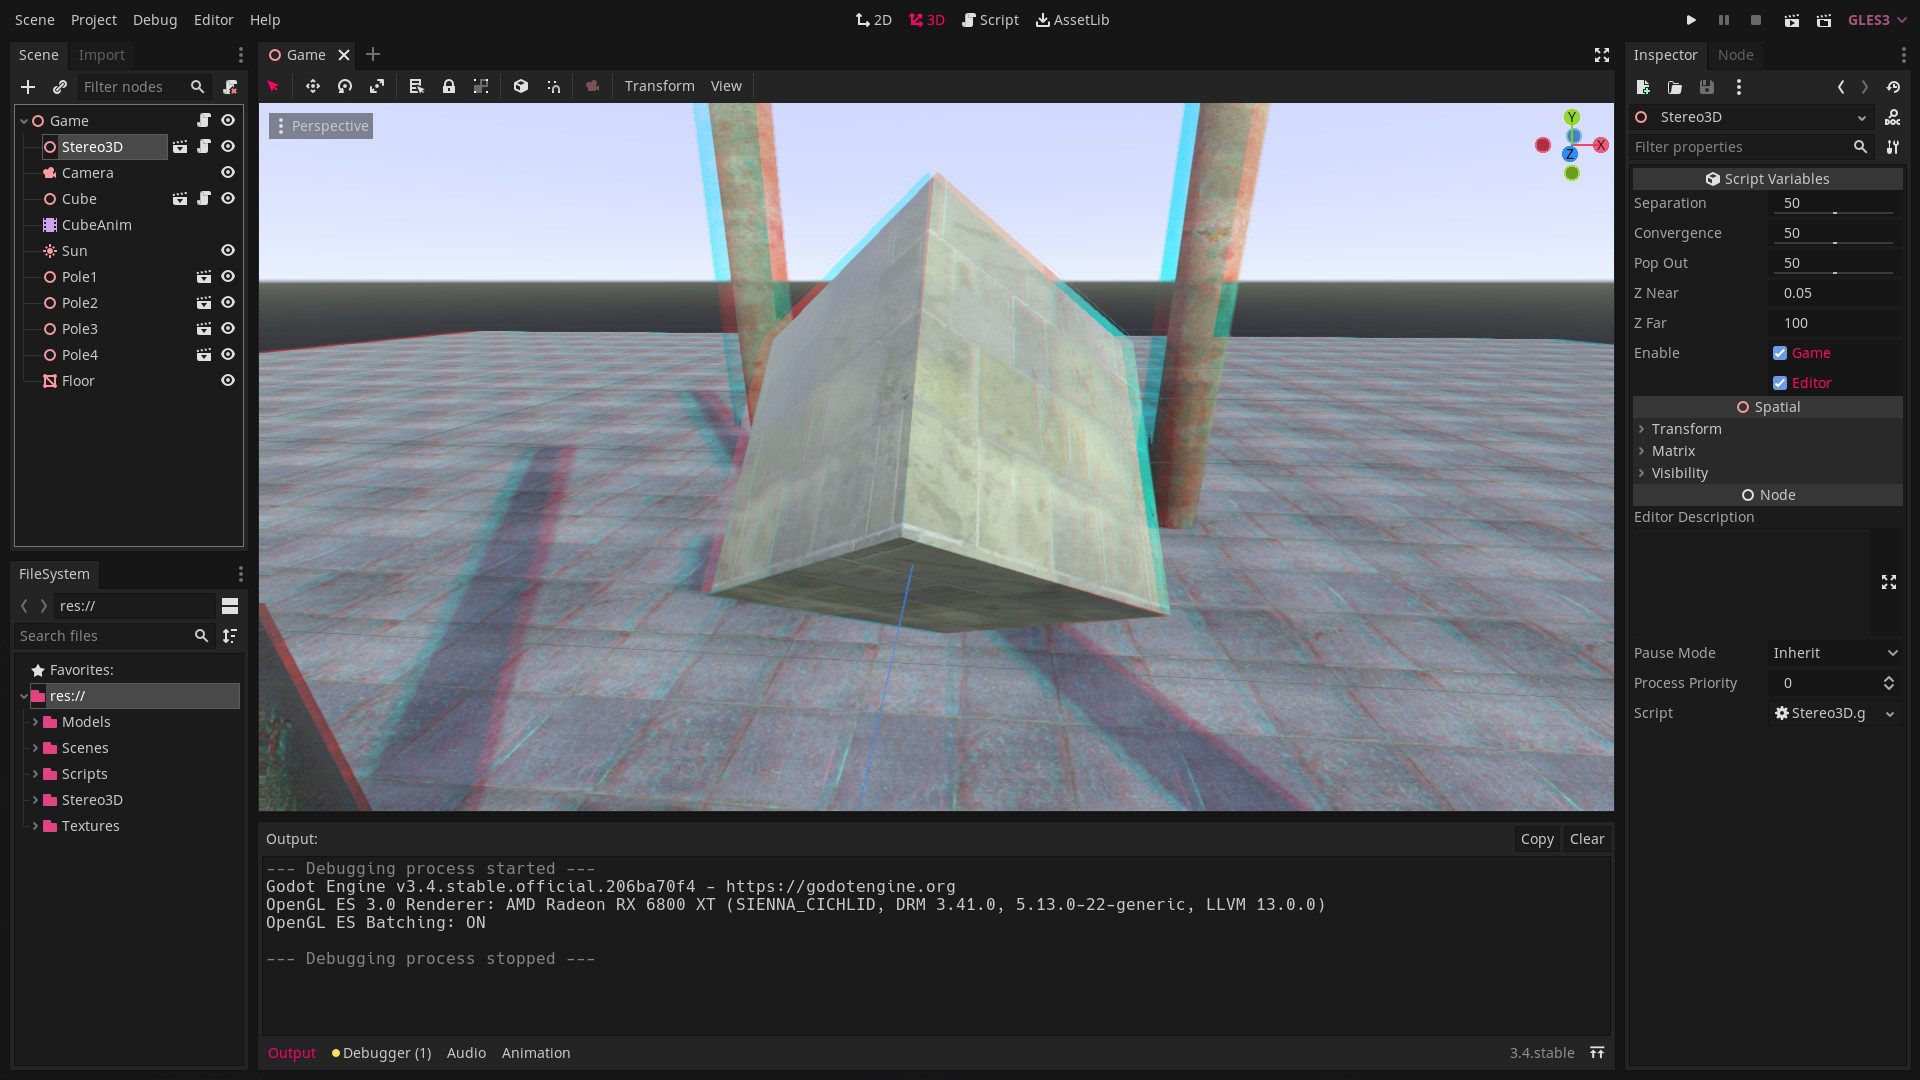 Scene Project Debug Editor Help
2D 3D Script AssetLib
GLES3
Scene Import
Filter nodes
Game
Stereo3D
Camera
Cube
CubeAnim
Sun
Pole1
Pole2
Pole3
Pole4
Floor
FileSystem
res://
Search files
Favorites:
res://
Models
Scenes
Scripts
Stereo3D
Textures
Game
Transform View
Perspective
Y
X
Z
Output:
Copy Clear
--- Debugging process started ---
Godot Engine v3.4.stable.official.206ba70f4 - https://godotengine.org
OpenGL ES 3.0 Renderer: AMD Radeon RX 6800 XT (SIENNA_CICHLID, DRM 3.41.0, 5.13.0-22-generic, LLVM 13.0.0)
OpenGL ES Batching: ON
--- Debugging process stopped ---
Output Debugger (1) Audio Animation
3.4.stable
Inspector Node
Stereo3D
Filter properties
Script Variables
Separation 50
Convergence 50
Pop Out 50
Z Near 0.05
Z Far 100
Enable Game
Editor
Spatial
Transform
Matrix
Visibility
Node
Editor Description
Pause Mode Inherit
Process Priority 0
Script Stereo3D.g